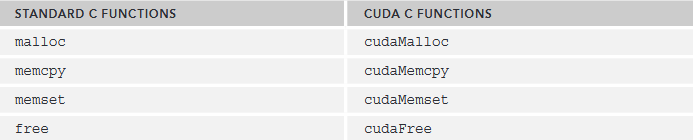 STANDARD C FUNCTIONS CUDA C FUNCTIONS
malloc cudaMalloc
memcpy cudaMemcpy
memset cudaMemset
free cudaFree